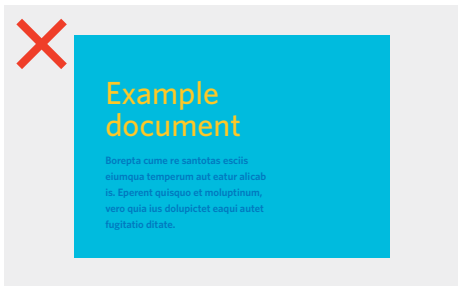 Example
document
Borepta cume re santotas esciis
eiumqua temperum aut eatur alicab
is. Eperent quisquo et moluptinum,
vero quia ius dolupictet eaqui autet
fugitatio ditate.